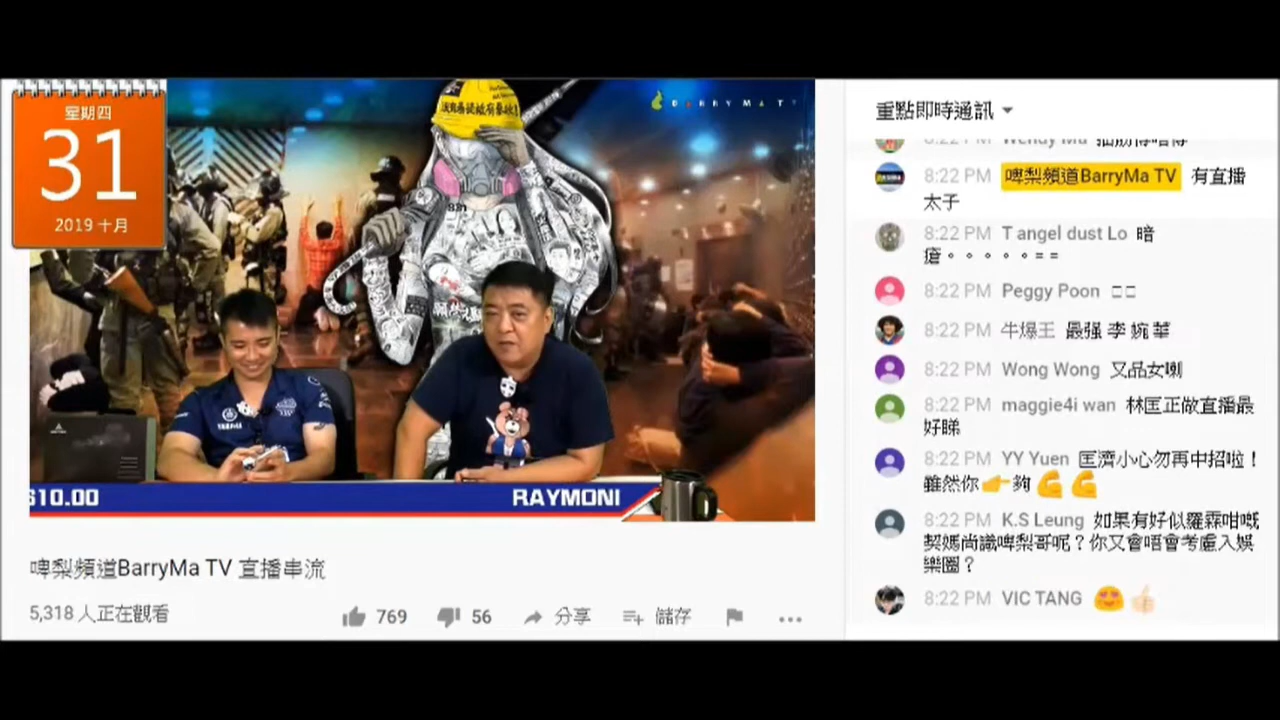 星期四
31
2019 十月
BARRYMA TV
831
$10.00
RAYMONI
啤梨頻道BarryMa TV 直播串流
5,318 人正在觀看
769
56
分享
儲存
重點即時通訊
8:22 PM Wendy Ma
8:22 PM 啤梨頻道BarryMa TV 有直播
太子
8:22 PM T angel dust Lo 暗
瘡。。。。。= =
8:22 PM Peggy Poon □□
8:22 PM 牛爆王 最强 李 婉 華
8:22 PM Wong Wong 又品女喇
8:22 PM maggie4i wan 林匡正做直播最
好睇
8:22 PM YY Yuen 匡濟小心勿再中招啦！
雖然你👉夠💪💪
8:22 PM K.S Leung 如果有好似羅霖咁嘅
契媽尚識啤梨哥呢？你又會唔會考慮入娛
樂圈？
8:22 PM VIC TANG 😍👍🏻